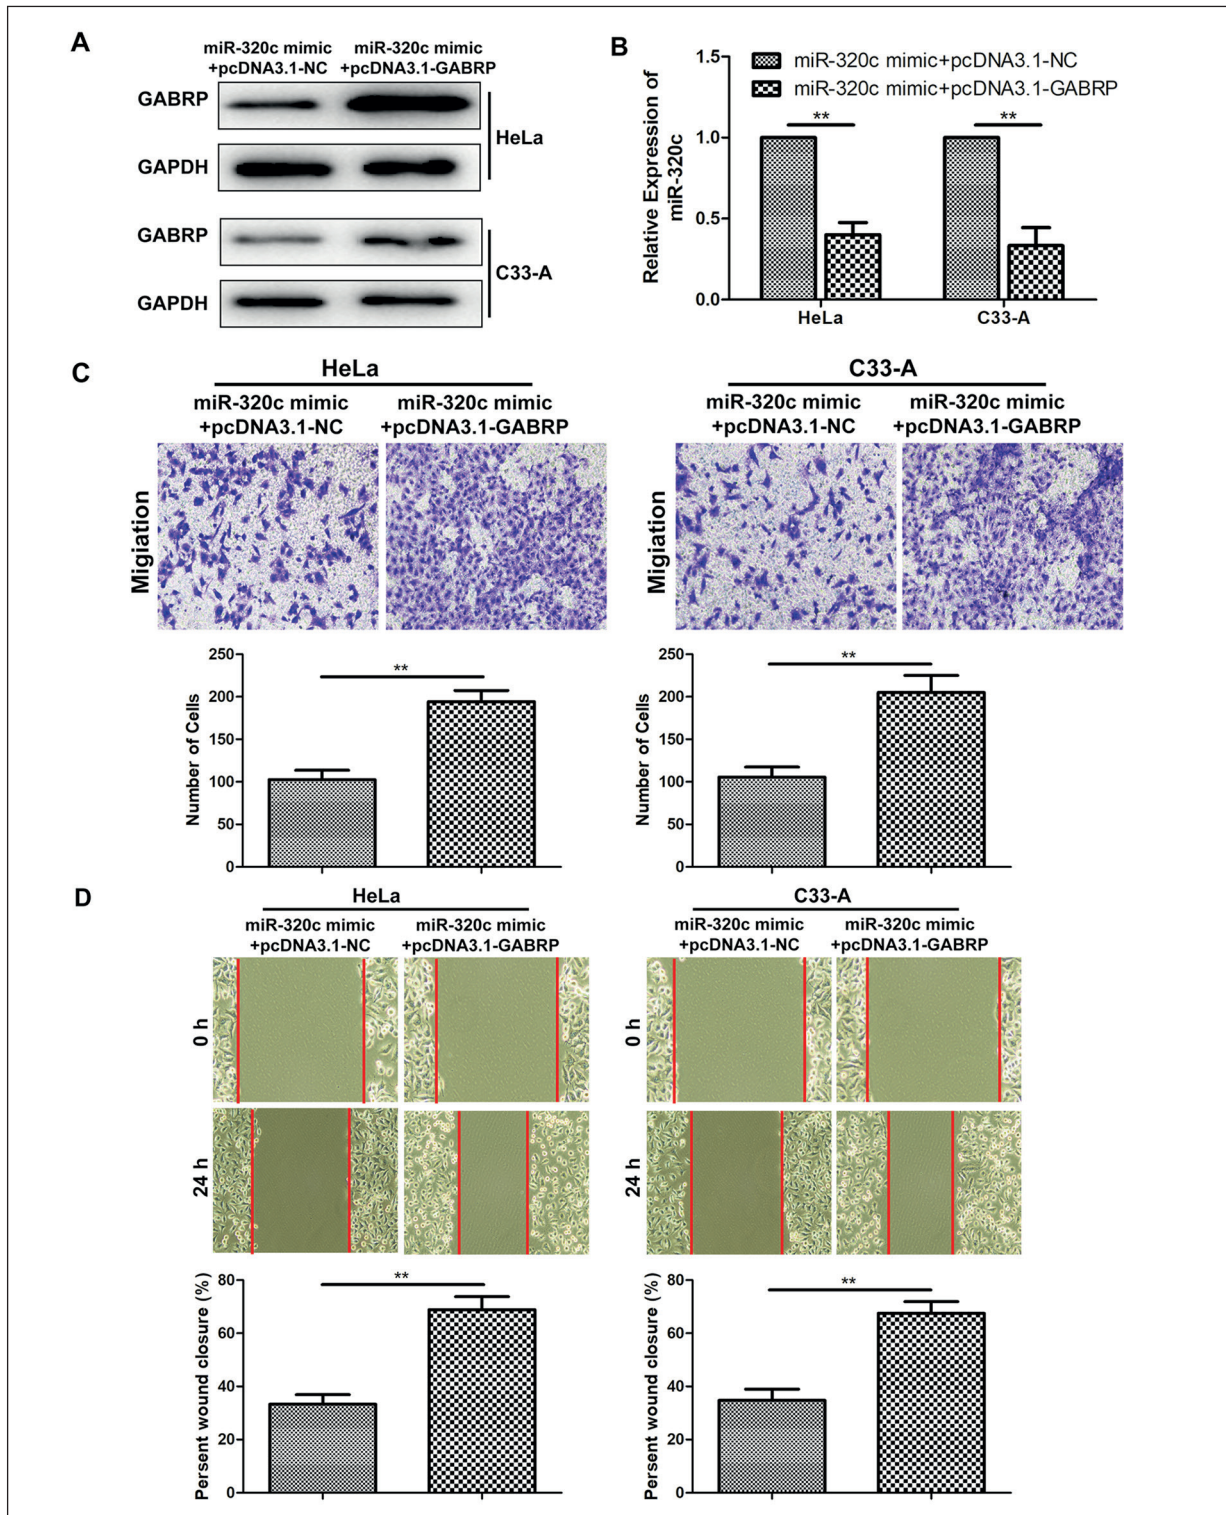 A
miR-320c mimic
+pcDNA3.1-NC
miR-320c mimic
+pcDNA3.1-GABRP
GABRP
GAPDH
HeLa
GABRP
GAPDH
C33-A
B
Relative Expression of
miR-320c
1.5
1.0
0.5
0.0
miR-320c mimic+pcDNA3.1-NC
miR-320c mimic+pcDNA3.1-GABRP
**
**
HeLa
C33-A
C
HeLa
miR-320c mimic
+pcDNA3.1-NC
miR-320c mimic
+pcDNA3.1-GABRP
Migiation
C33-A
miR-320c mimic
+pcDNA3.1-NC
miR-320c mimic
+pcDNA3.1-GABRP
Migiation
Number of Cells
250
200
150
100
50
0
**
Number of Cells
250
200
150
100
50
0
**
D
HeLa
miR-320c mimic
+pcDNA3.1-NC
miR-320c mimic
+pcDNA3.1-GABRP
0 h
24 h
C33-A
miR-320c mimic
+pcDNA3.1-NC
miR-320c mimic
+pcDNA3.1-GABRP
0 h
24 h
Persent wound closure (%)
80
60
40
20
0
**
Persent wound closure (%)
80
60
40
20
0
**